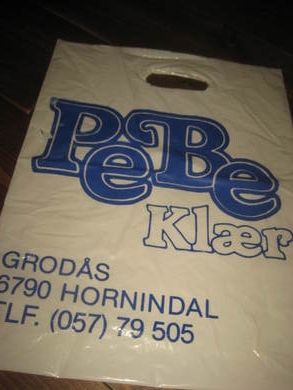 PeBe
Klær
GRODÅS
6790 HORNINDAL
TLF. (057) 79 505